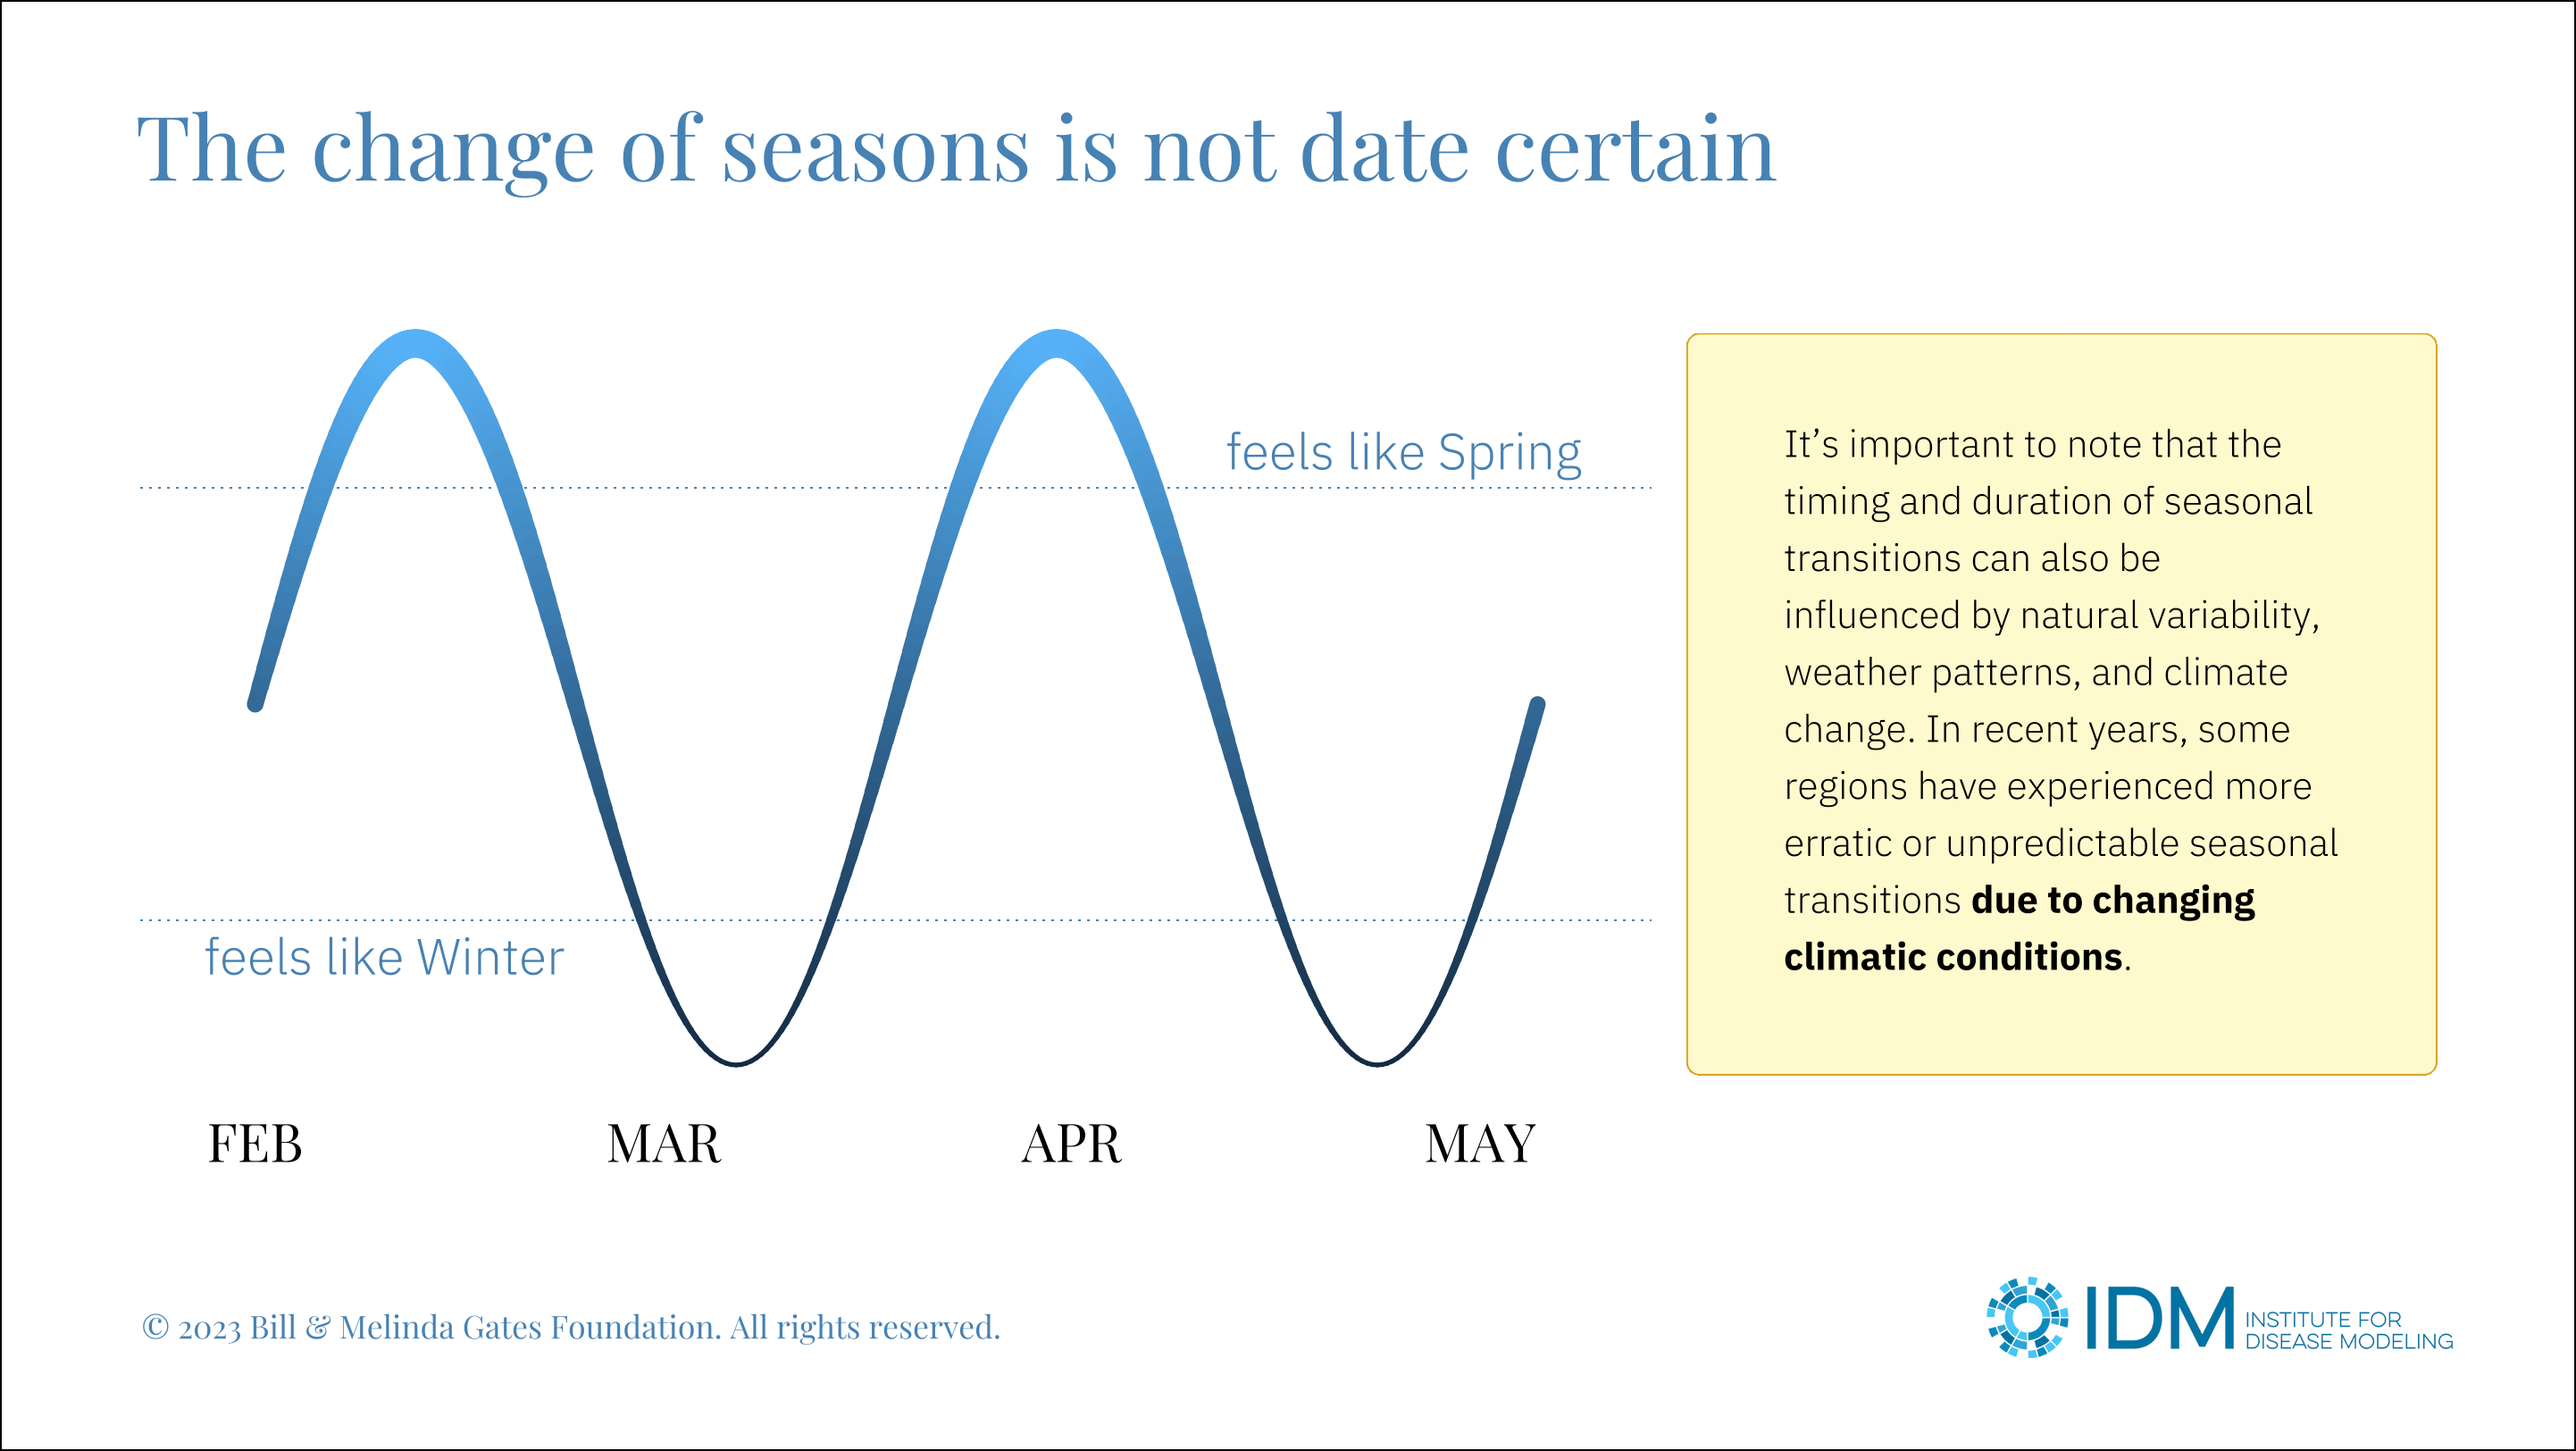 The change of seasons is not date certain
feels like Spring
feels like Winter
FEB MAR APR MAY
It’s important to note that the
timing and duration of seasonal
transitions can also be
influenced by natural variability,
weather patterns, and climate
change. In recent years, some
regions have experienced more
erratic or unpredictable seasonal
transitions due to changing
climatic conditions.
© 2023 Bill & Melinda Gates Foundation. All rights reserved.
IDM INSTITUTE FOR
DISEASE MODELING